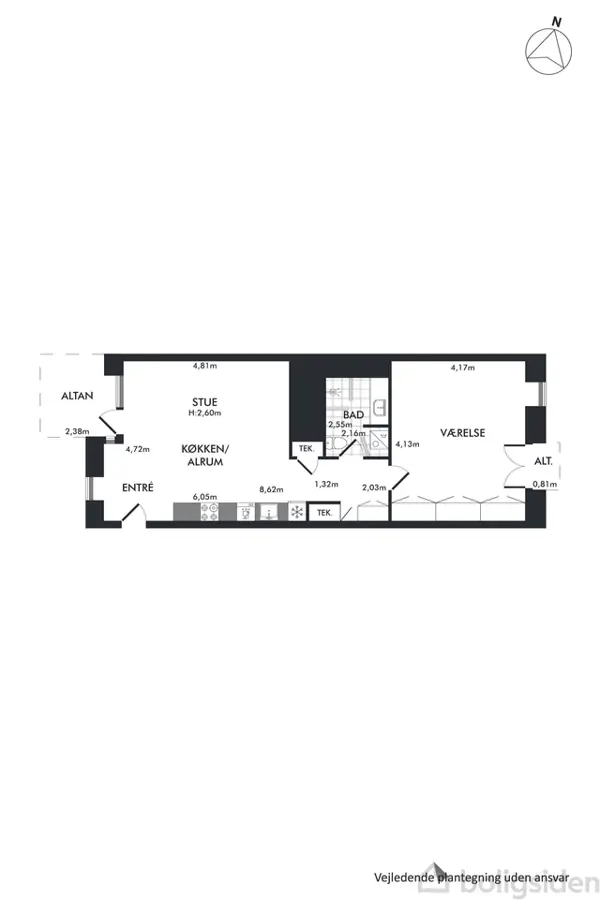 N
4,81m
4,17m
ALTAN
STUE
H:2,60m
BAD
2,55m
2,16m
VÆRELSE
2,38m
4,72m
KØKKEN/
ALRUM
TEK.
4,13m
ALT.
ENTRÉ
6,05m
8,62m
1,32m
2,03m
0,81m
TEK.
Vejledende plantegning uden ansvar
boligsiden